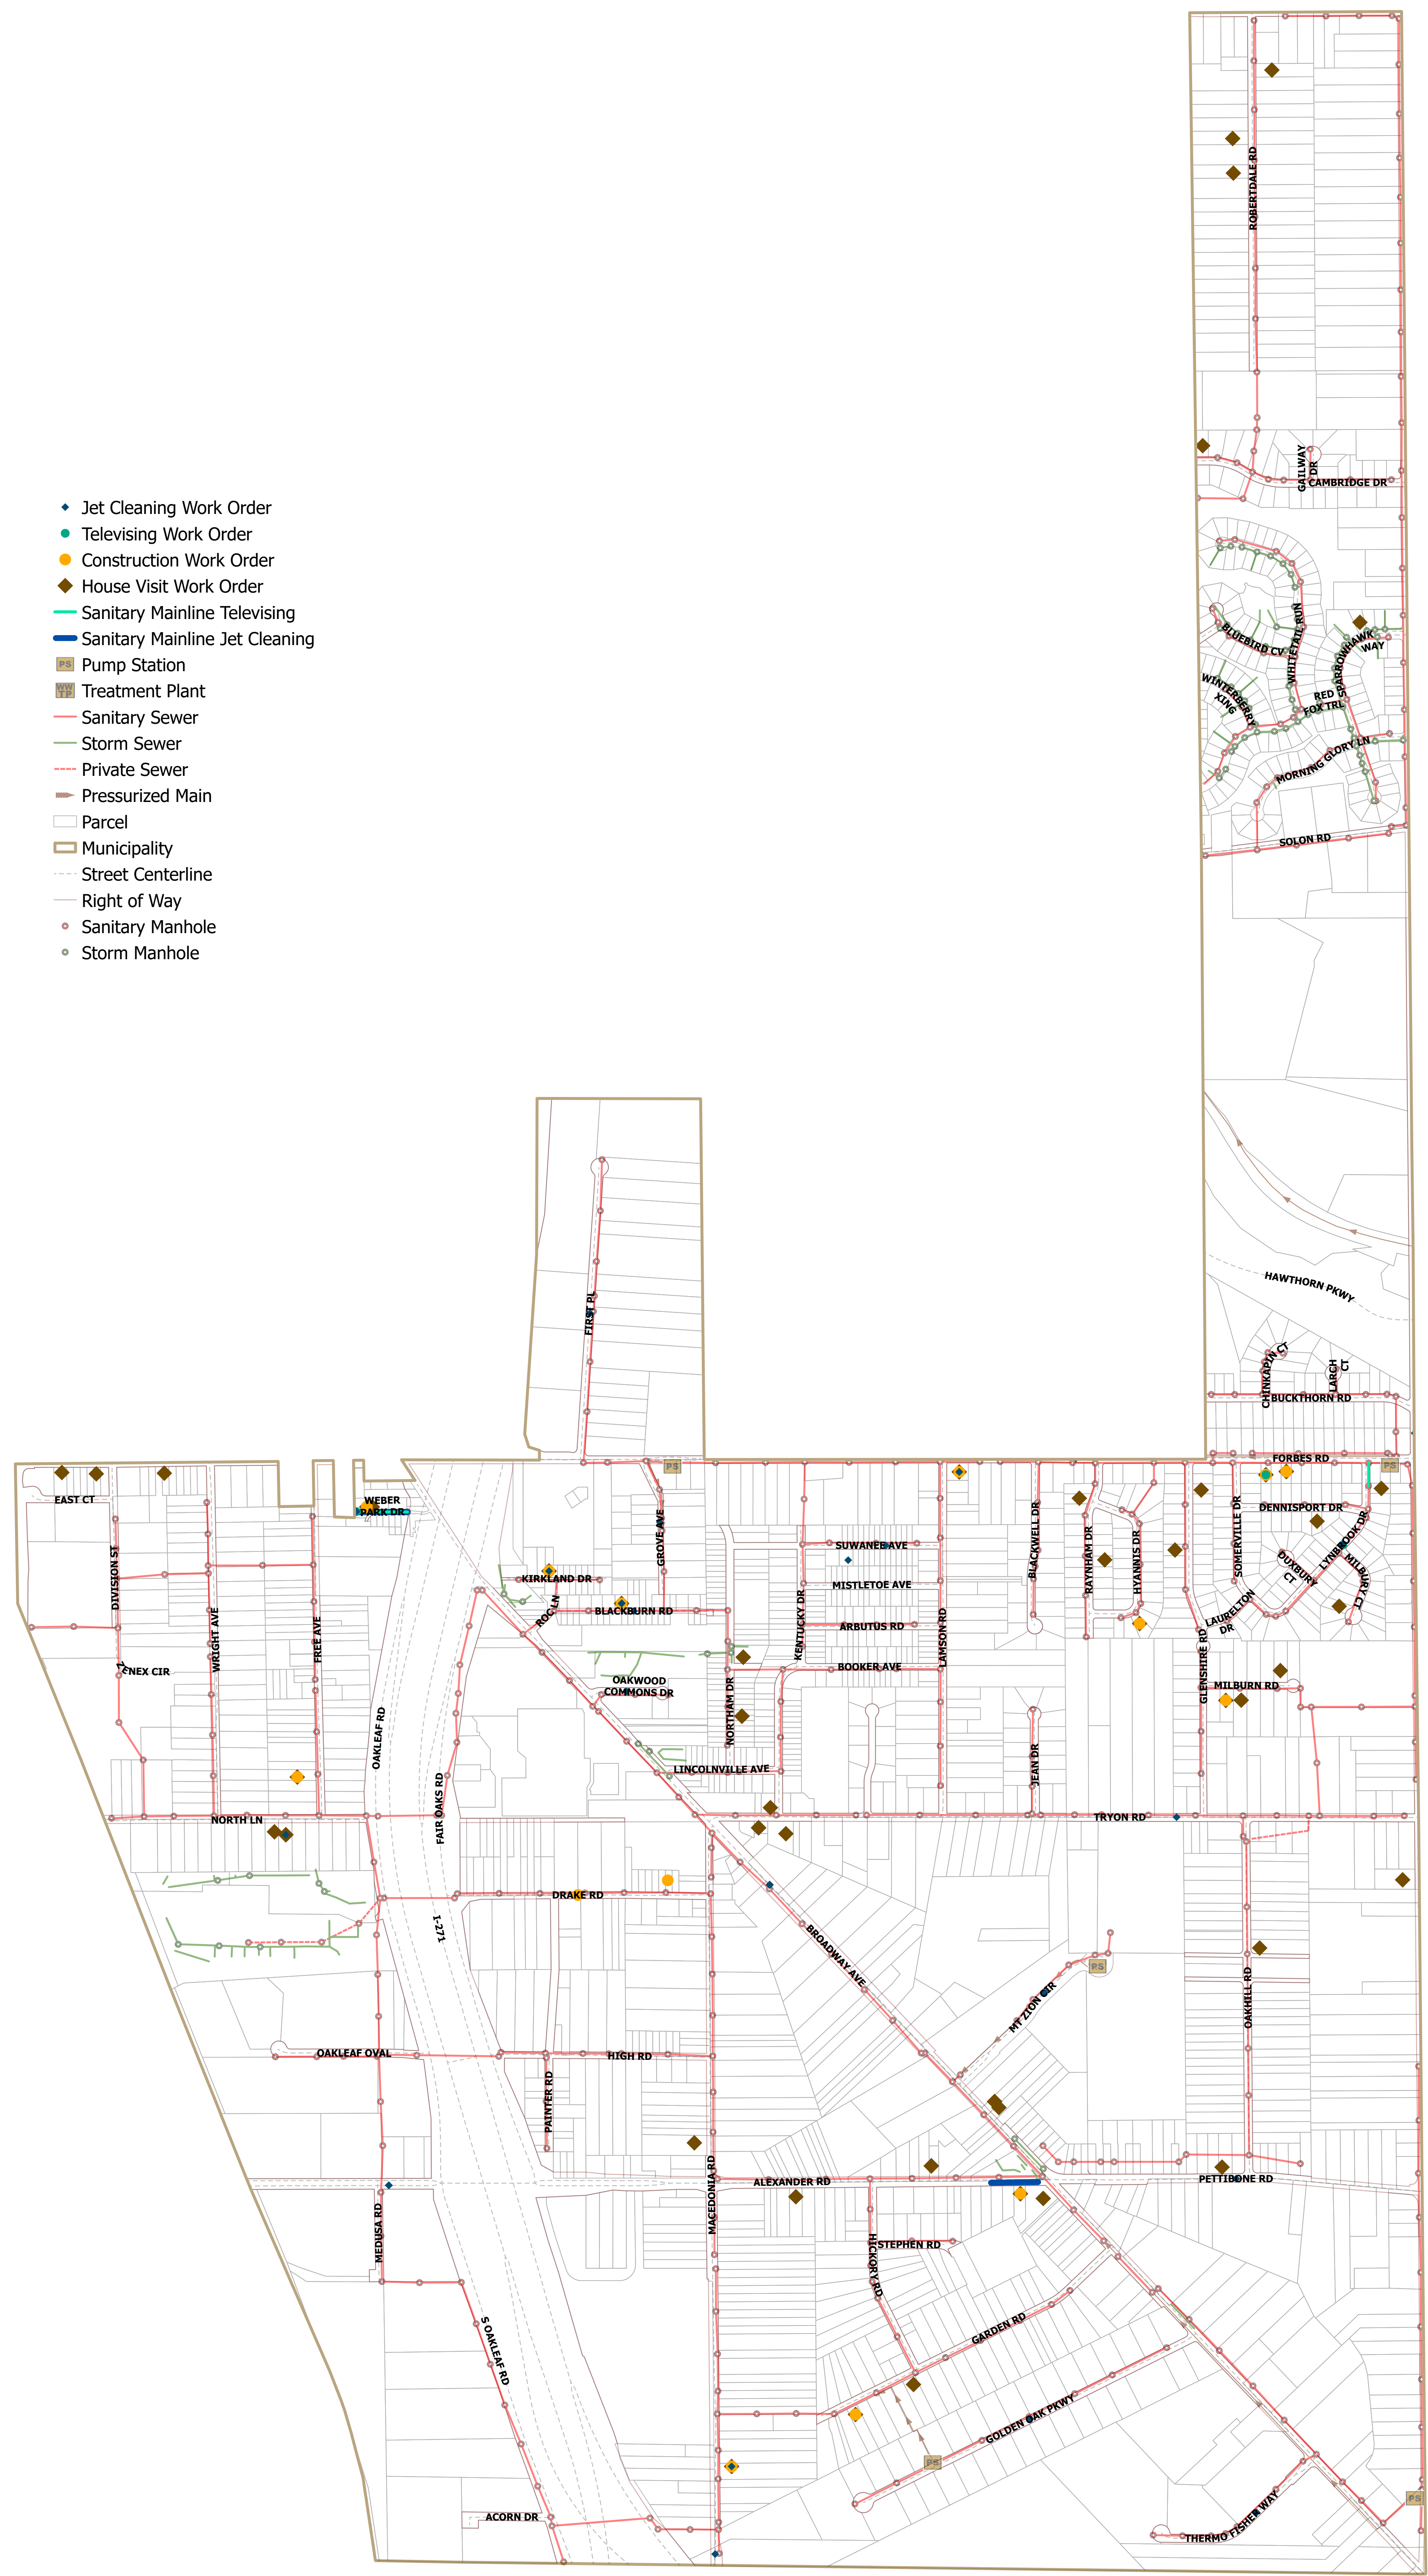 ROBERTDALE RD
GAILWAY
DR
CAMBRIDGE DR
Jet Cleaning Work Order
Televising Work Order
Construction Work Order
House Visit Work Order
Sanitary Mainline Televising
Sanitary Mainline Jet Cleaning
PS
Pump Station
WW
TP
Treatment Plant
Sanitary Sewer
Storm Sewer
Private Sewer
Pressurized Main
Parcel
Municipality
Street Centerline
Right of Way
Sanitary Manhole
Storm Manhole
BLUEBIRD CV
WHITETAIL RUN
SPARROWHAWK
WAY
WINTERBERRY
XING
RED
FOX TRL
MORNING GLORY LN
SOLON RD
HAWTHORN PKWY
FIRST PL
CHINKAPIN CT
LARCH
CT
BUCKTHORN RD
FORBES RD
PS
PS
EAST CT
WEBER
PARK DR
DIVISION ST
WRIGHT AVE
FREE AVE
ZENEX CIR
OAKLEAF RD
FAIR OAKS RD
NORTH LN
GROVE AVE
KIRKLAND DR
ROC LN
BLACKBURN RD
OAKWOOD
COMMONS DR
NORTHAM DR
LINCOLNVILLE AVE
KENTUCKY DR
SUWANEE AVE
MISTLETOE AVE
ARBUTUS RD
BOOKER AVE
LAMSON RD
BLACKWELL DR
JEAN DR
RAYNHAM DR
HYANNIS DR
SOMERVILLE DR
DENNISPORT DR
LYNBROOK DR
DUXBURY
CT
MILBURY CT
LAURELTON
DR
GLENSHIRE RD
MILBURN RD
TRYON RD
DRAKE RD
I-271
BROADWAY AVE
PS
MT ZION CIR
OAKHILL RD
OAKLEAF OVAL
HIGH RD
PAINTER RD
MACEDONIA RD
ALEXANDER RD
PETTIBONE RD
MEDUSA RD
HICKORY RD
STEPHEN RD
GARDEN RD
S OAKLEAF RD
GOLDEN OAK PKWY
PS
PS
ACORN DR
THERMO FISHER WAY